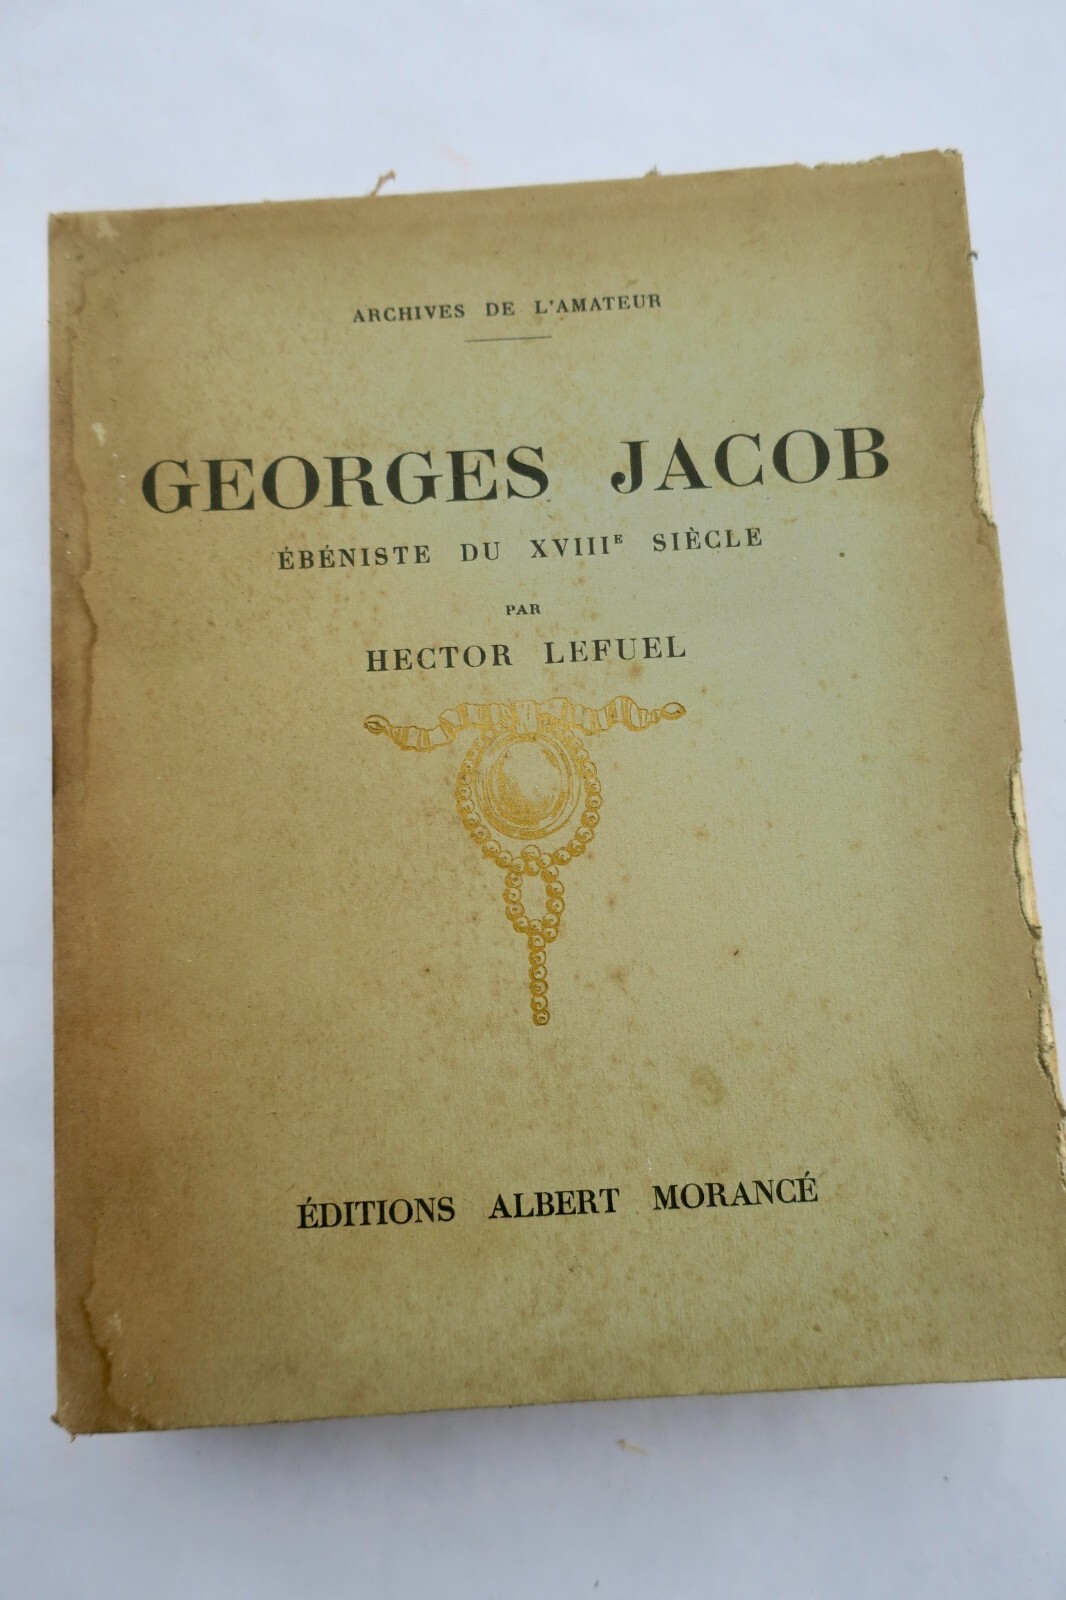 ARCHIVES DE L'AMATEUR
GEORGES JACOB
ÉBÉNISTE DU XVIIIE SIÈCLE
PAR
HECTOR LEFUEL
ÉDITIONS ALBERT MORANCÉ